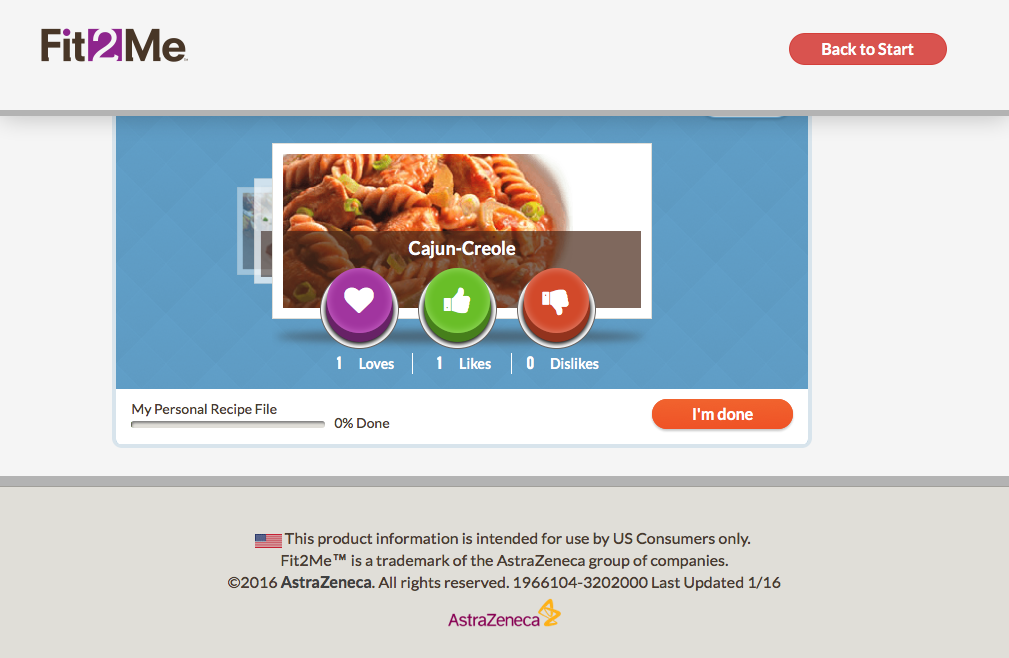 Fit2Me
Back to Start
Cajun-Creole
1 Loves
1 Likes
0 Dislikes
My Personal Recipe File
0% Done
I'm done
This product information is intended for use by US Consumers only.
Fit2Me™ is a trademark of the AstraZeneca group of companies.
©2016 AstraZeneca. All rights reserved. 1966104-3202000 Last Updated 1/16
AstraZeneca